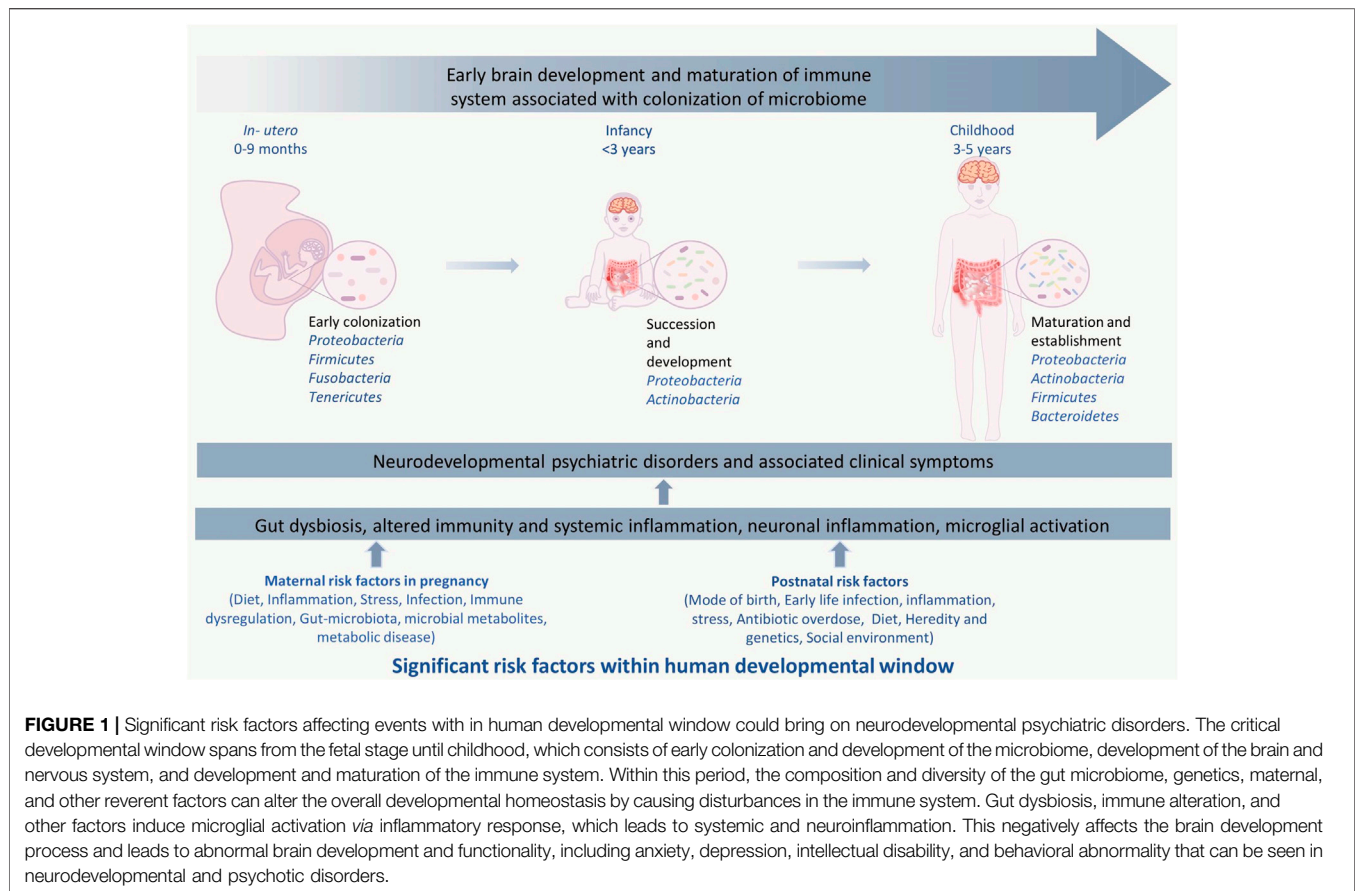 Early brain development and maturation of immune
system associated with colonization of microbiome
In- utero
0-9 months
Infancy
<3 years
Childhood
3-5 years
Early colonization
Proteobacteria
Firmicutes
Fusobacteria
Tenericutes
Succession
and
development
Proteobacteria
Actinobacteria
Maturation and
establishment
Proteobacteria
Actinobacteria
Firmicutes
Bacteroidetes
Neurodevelopmental psychiatric disorders and associated clinical symptoms
Gut dysbiosis, altered immunity and systemic inflammation, neuronal inflammation, microglial activation
Maternal risk factors in pregnancy
(Diet, Inflammation, Stress, Infection, Immune
dysregulation, Gut-microbiota, microbial metabolites,
metabolic disease)
Postnatal risk factors
(Mode of birth, Early life infection, inflammation,
stress, Antibiotic overdose, Diet, Heredity and
genetics, Social environment)
Significant risk factors within human developmental window
FIGURE 1 | Significant risk factors affecting events with in human developmental window could bring on neurodevelopmental psychiatric disorders. The critical
developmental window spans from the fetal stage until childhood, which consists of early colonization and development of the microbiome, development of the brain and
nervous system, and development and maturation of the immune system. Within this period, the composition and diversity of the gut microbiome, genetics, maternal,
and other reverent factors can alter the overall developmental homeostasis by causing disturbances in the immune system. Gut dysbiosis, immune alteration, and
other factors induce microglial activation via inflammatory response, which leads to systemic and neuroinflammation. This negatively affects the brain development
process and leads to abnormal brain development and functionality, including anxiety, depression, intellectual disability, and behavioral abnormality that can be seen in
neurodevelopmental and psychotic disorders.